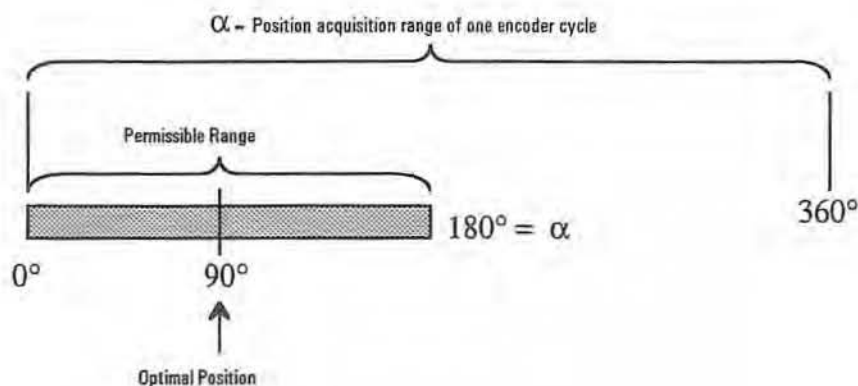 α – Position acquisition range of one encoder cycle
Permissible Range
180° = α
360°
0°
90°
Optimal Position